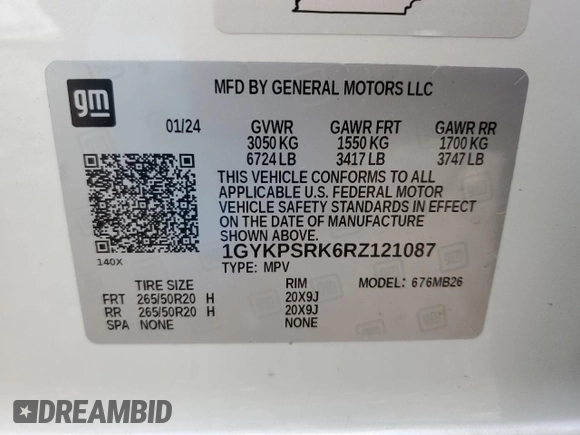 gm
MFD BY GENERAL MOTORS LLC
01/24 GVWR GAWR FRT GAWR RR
3050 KG 1550 KG 1700 KG
6724 LB 3417 LB 3747 LB
THIS VEHICLE CONFORMS TO ALL
APPLICABLE U.S. FEDERAL MOTOR
VEHICLE SAFETY STANDARDS IN EFFECT
ON THE DATE OF MANUFACTURE
SHOWN ABOVE.
140X 1GYKPSRK6RZ121087
TYPE: MPV MODEL: 676MB26
TIRE SIZE RIM
FRT 265/50R20 H 20X9J
RR 265/50R20 H 20X9J
SPA NONE NONE
DREAMBID